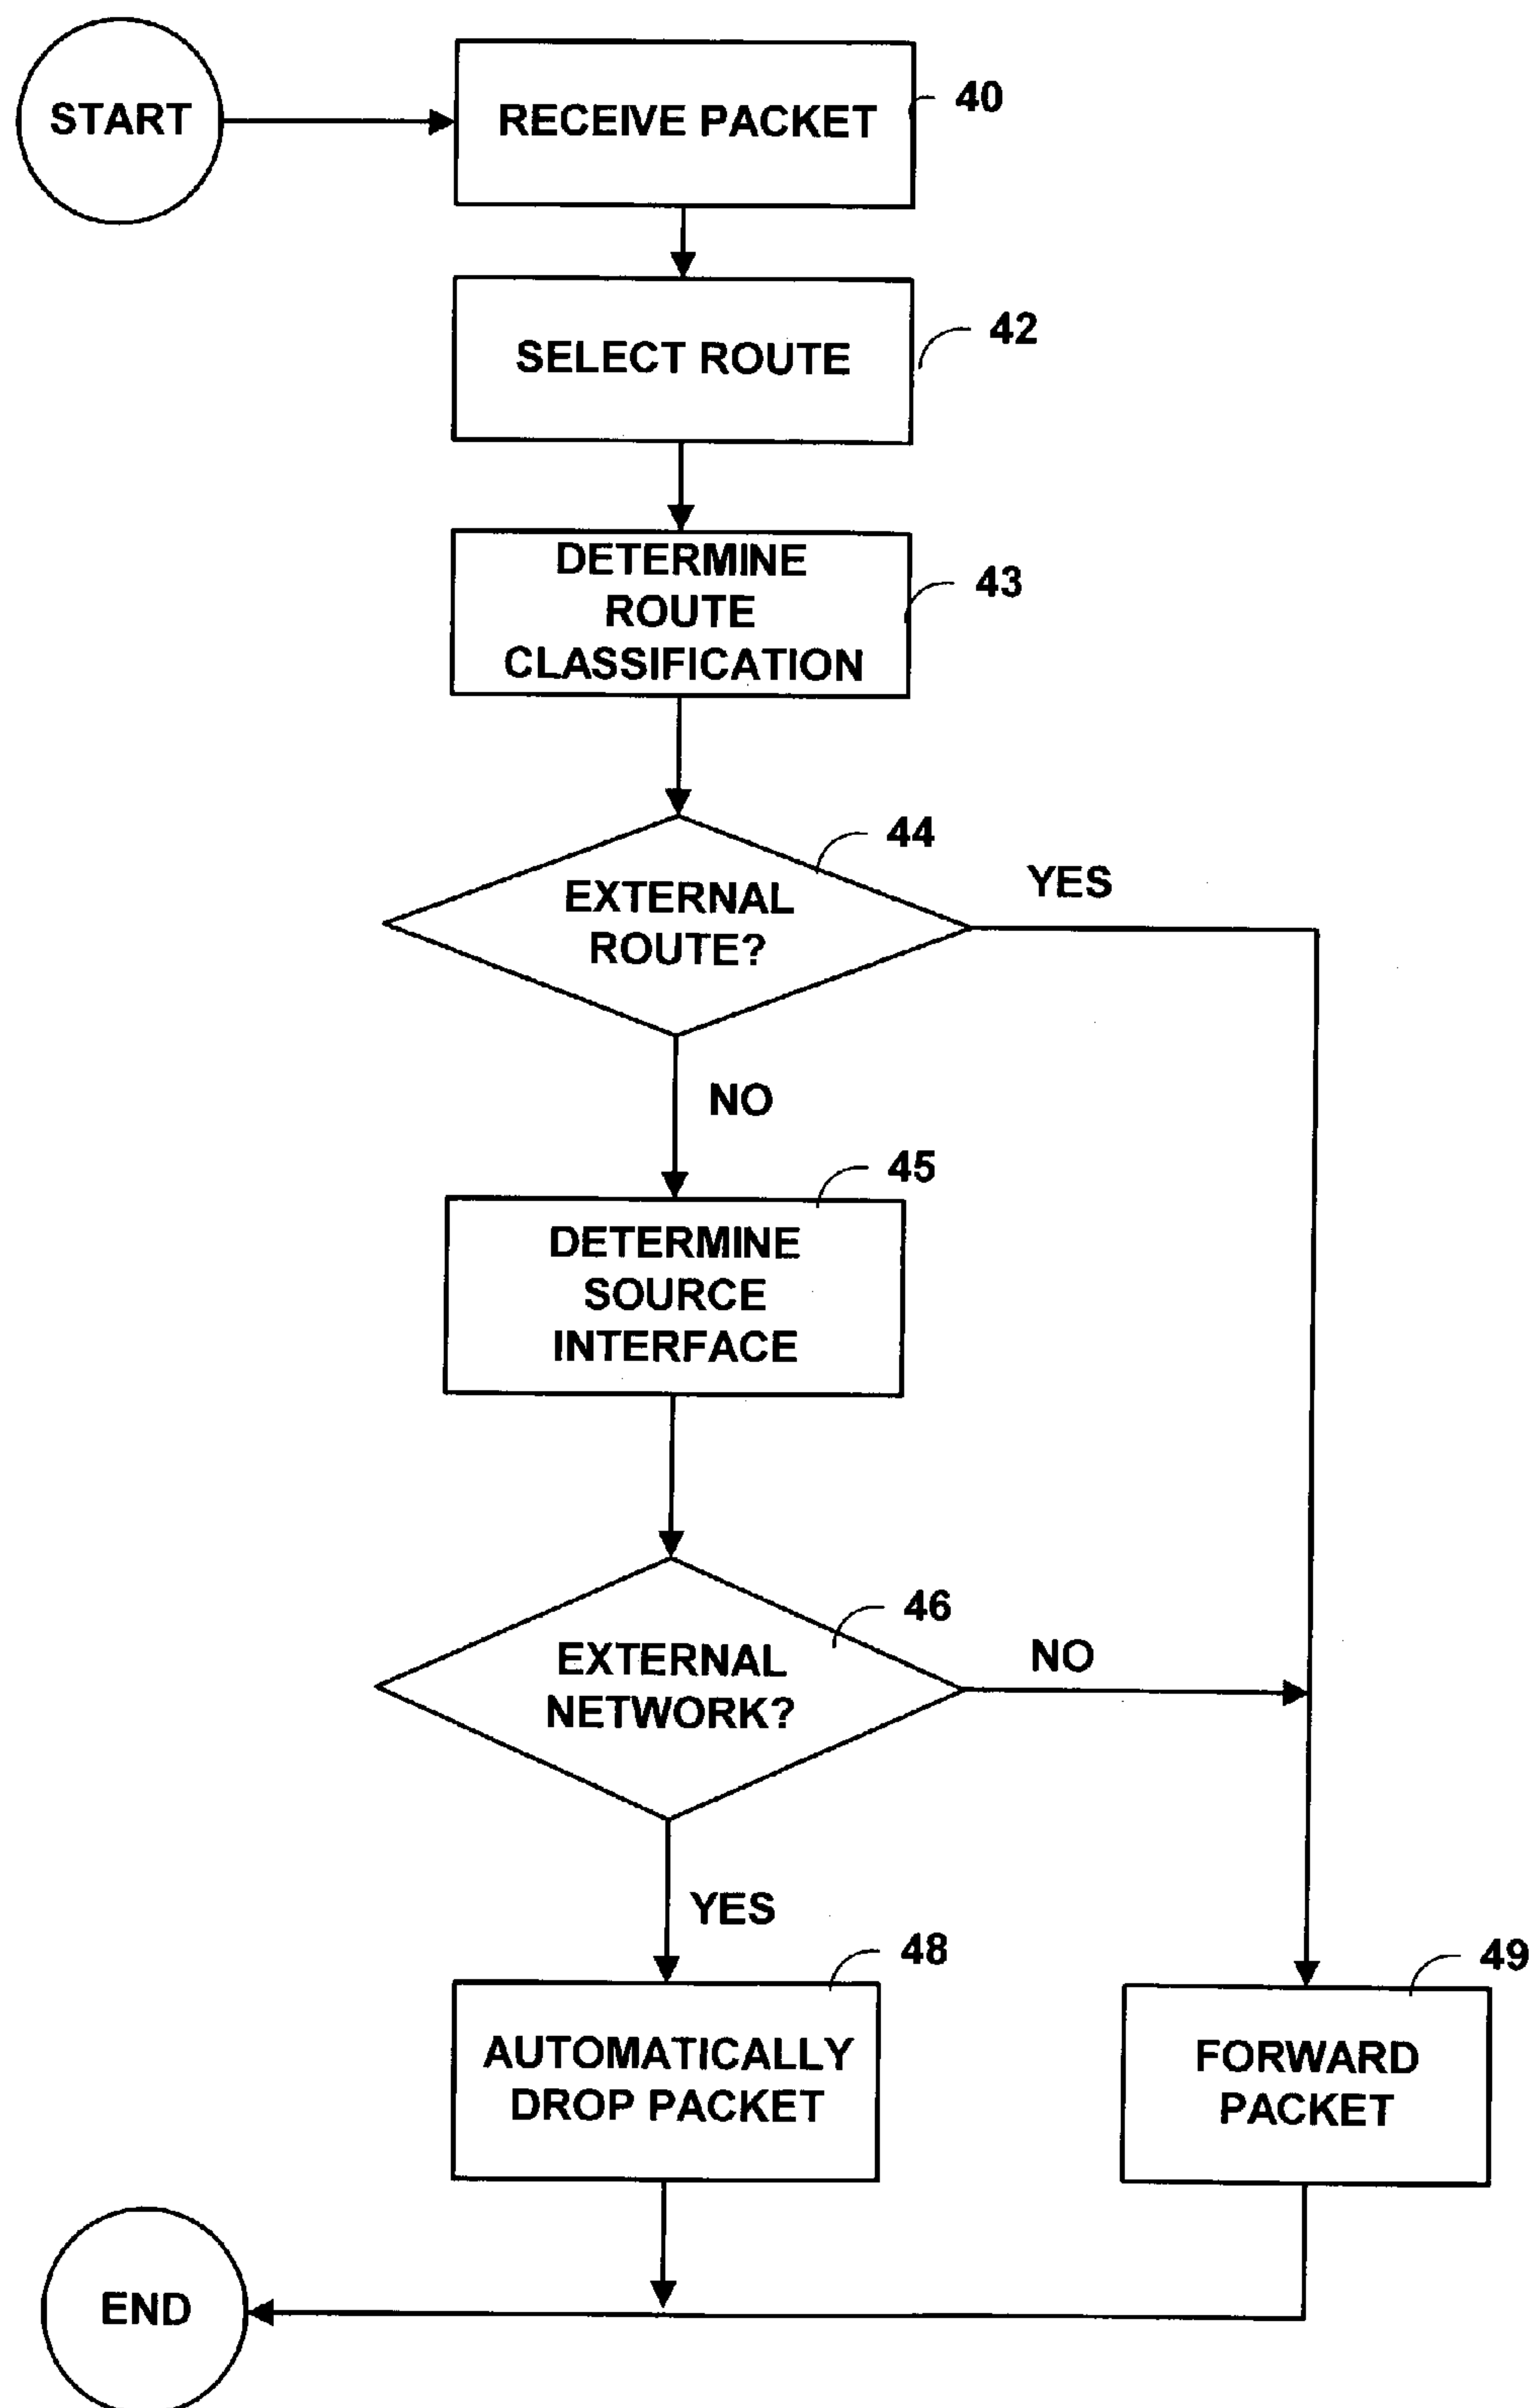 START
RECEIVE PACKET
40
SELECT ROUTE
42
DETERMINE
ROUTE
CLASSIFICATION
43
44
EXTERNAL
ROUTE?
YES
NO
45
DETERMINE
SOURCE
INTERFACE
46
EXTERNAL
NETWORK?
NO
YES
48
AUTOMATICALLY
DROP PACKET
49
FORWARD
PACKET
END